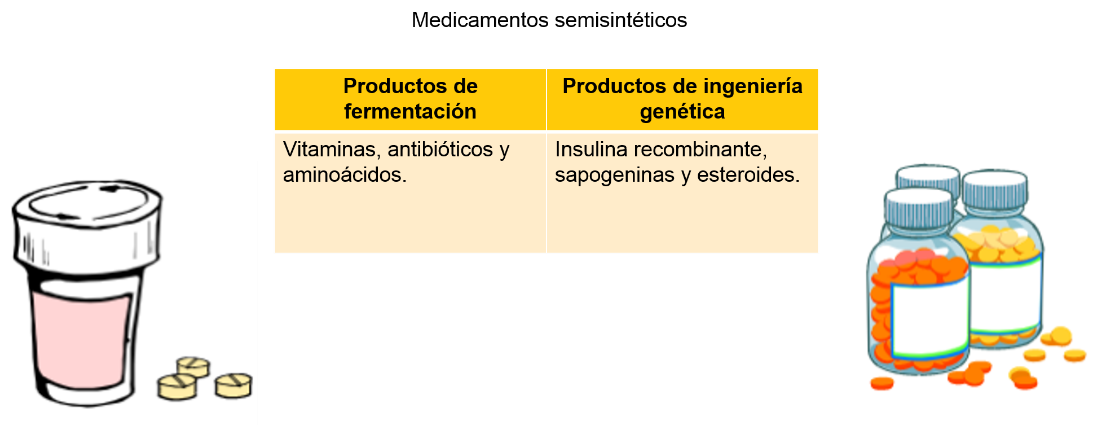 Medicamentos semisintéticos
Productos de
fermentación
Productos de ingeniería
genética
Vitaminas, antibióticos y
aminoácidos.
Insulina recombinante,
sapogeninas y esteroides.